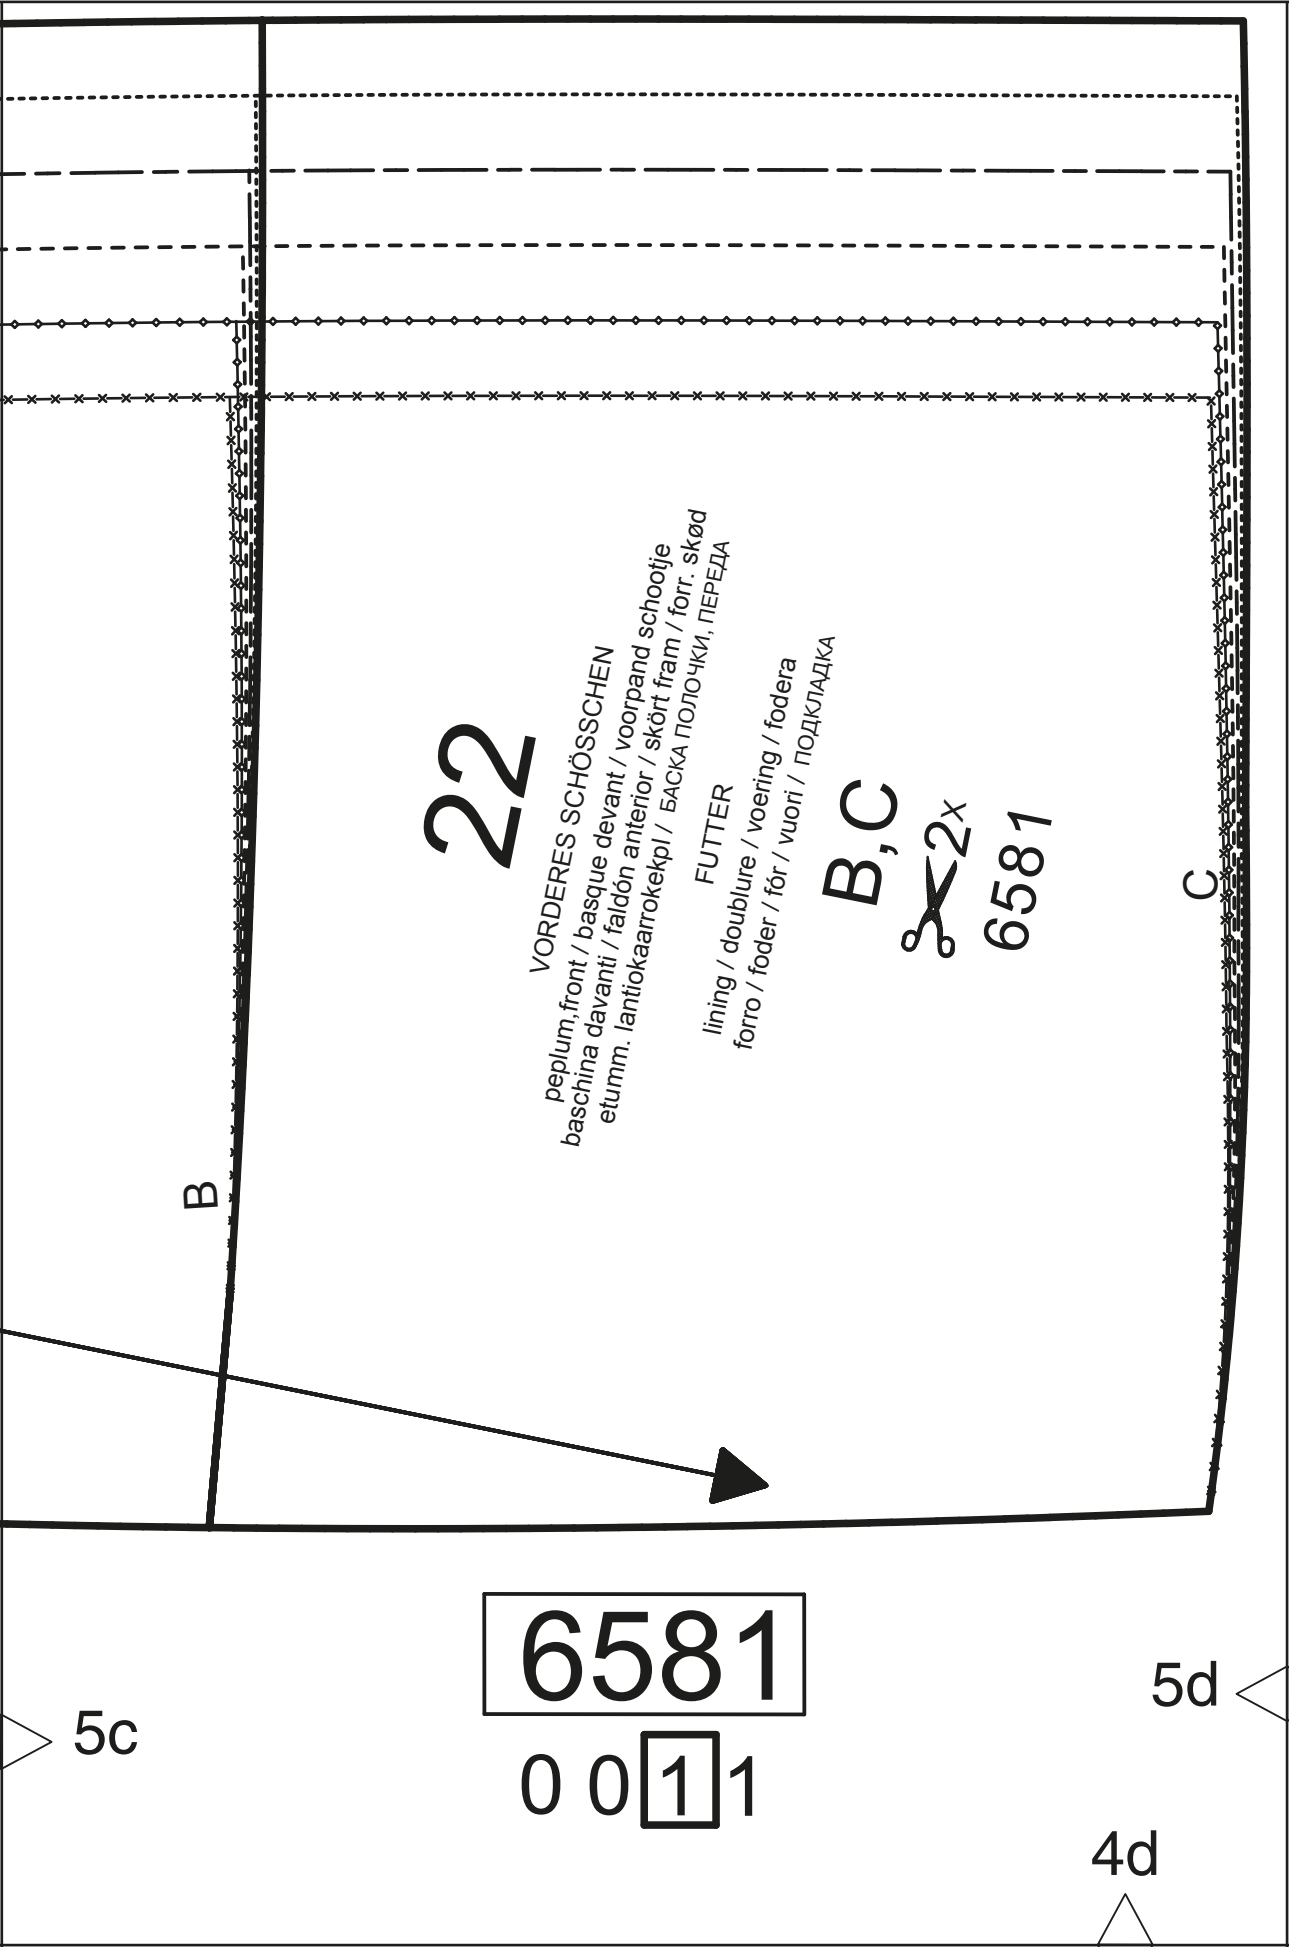 22
VORDERES SCHÖSSCHEN
peplum,front / basque devant / voorpand schootje
baschina davanti / faldón anterior / skört fram / forr. skød
etumm. lantiokaarrokekpl / БАСКА ПОЛОЧКИ, ПЕРЕДА
FUTTER
lining / doublure / voering / fodera
forro / foder / fór / vuori / ПОДКЛАДКА
B,C
2x
6581
C
B
6581
0 0 1 1
5c
5d
4d